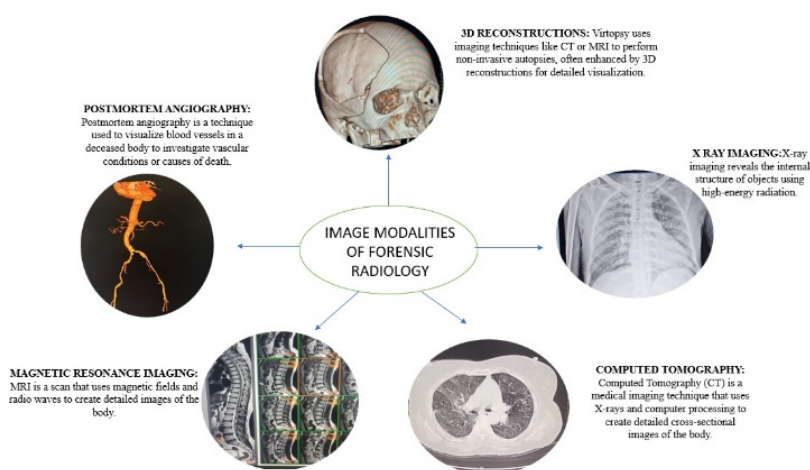 3D RECONSTRUCTIONS: Virtopsy uses
imaging techniques like CT or MRI to perform
non-invasive autopsies, often enhanced by 3D
reconstructions for detailed visualization.
POSTMORTEM ANGIOGRAPHY:
Postmortem angiography is a technique
used to visualize blood vessels in a
deceased body to investigate vascular
conditions or causes of death.
X RAY IMAGING:X-ray
imaging reveals the internal
structure of objects using
high-energy radiation.
IMAGE MODALITIES
OF FORENSIC
RADIOLOGY
MAGNETIC RESONANCE IMAGING:
MRI is a scan that uses magnetic fields and
radio waves to create detailed images of the
body.
COMPUTED TOMOGRAPHY:
Computed Tomography (CT) is a
medical imaging technique that uses
X-rays and computer processing to
create detailed cross-sectional
images of the body.